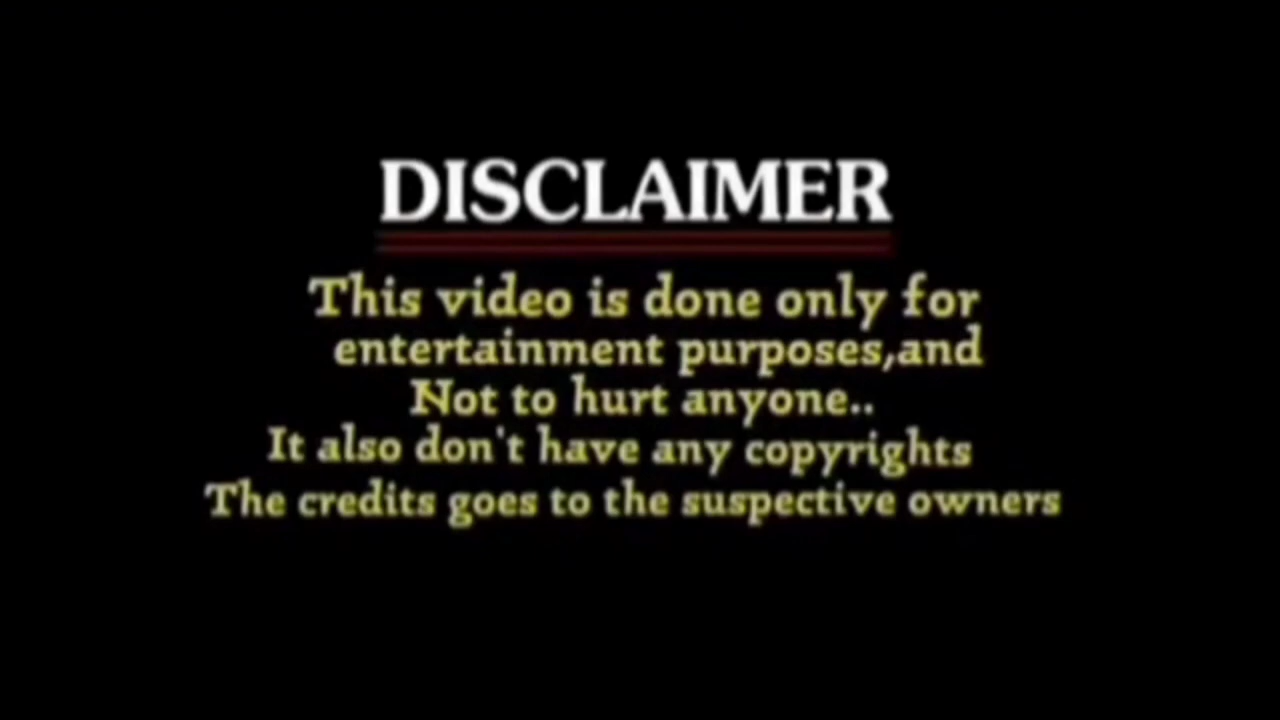 DISCLAIMER
This video is done only for
entertainment purposes,and
Not to hurt anyone..
It also don't have any copyrights
The credits goes to the suspective owners